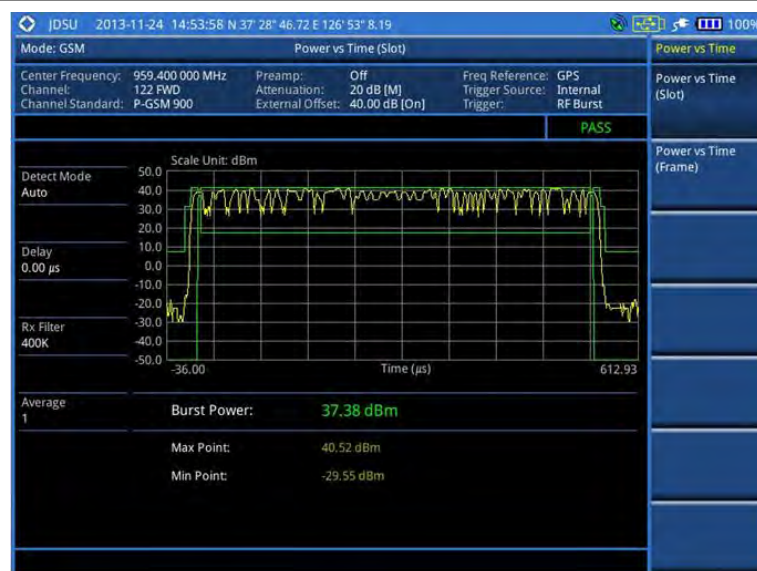 JDSU 2013-11-24 14:53:58 N 37' 28" 46.72 E 126' 53" 8.19 100%
Mode: GSM Power vs Time (Slot) Power vs Time
Center Frequency: 959.400 000 MHz Preamp: Off Freq Reference: GPS
Channel: 122 FWD Attenuation: 20 dB [M] Trigger Source: Internal
Channel Standard: P-GSM 900 External Offset: 40.00 dB [On] Trigger: RF Burst
Power vs Time
(Slot)
PASS
Power vs Time
(Frame)
Scale Unit: dBm
Detect Mode
Auto
Delay
0.00 µs
Rx Filter
400K
Average
1
50.0
40.0
30.0
20.0
10.0
0.0
-10.0
-20.0
-30.0
-40.0
-50.0
-36.00 Time (µs) 612.93
Burst Power: 37.38 dBm
Max Point: 40.52 dBm
Min Point: -29.55 dBm